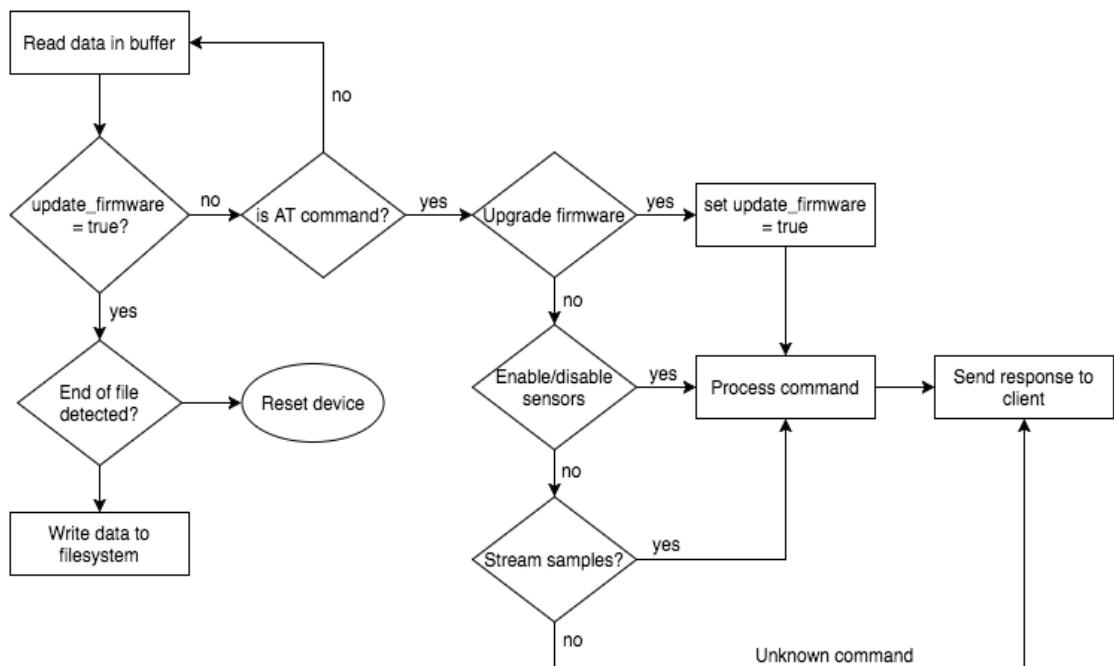 Read data in buffer
no
update_firmware
= true?
no
is AT command?
yes
Upgrade firmware
yes
set update_firmware
= true
yes
no
End of file
detected?
Reset device
Enable/disable
sensors
yes
Process command
Send response to
client
no
Write data to
filesystem
Stream samples?
yes
no
Unknown command